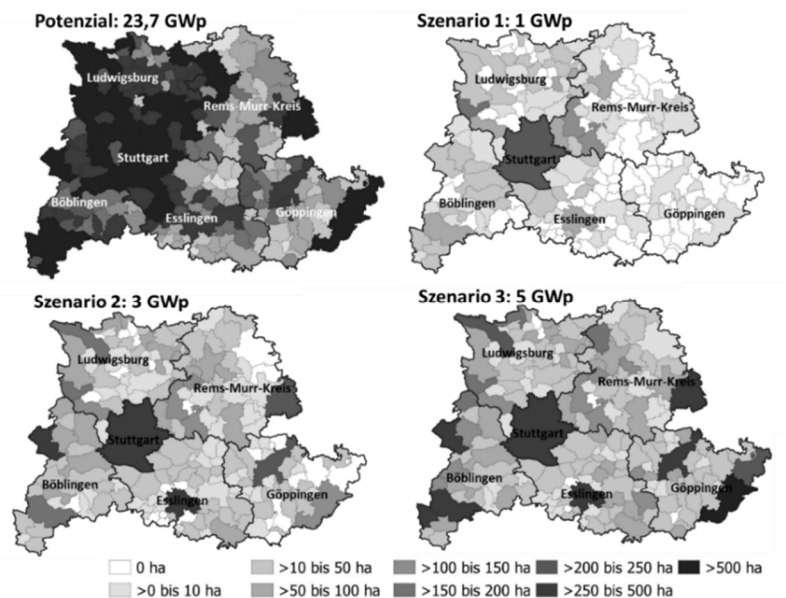 Potenzial: 23,7 GWp
Ludwigsburg
Rems-Murr-Kreis
Stuttgart
Böblingen
Esslingen
Göppingen
Szenario 1: 1 GWp
Ludwigsburg
Rems-Murr-Kreis
Stuttgart
Böblingen
Esslingen
Göppingen
Szenario 2: 3 GWp
Ludwigsburg
Rems-Murr-Kreis
Stuttgart
Böblingen
Esslingen
Göppingen
Szenario 3: 5 GWp
Ludwigsburg
Rems-Murr-Kreis
Stuttgart
Böblingen
Esslingen
Göppingen
0 ha >10 bis 50 ha >100 bis 150 ha >200 bis 250 ha >500 ha
>0 bis 10 ha >50 bis 100 ha >150 bis 200 ha >250 bis 500 ha